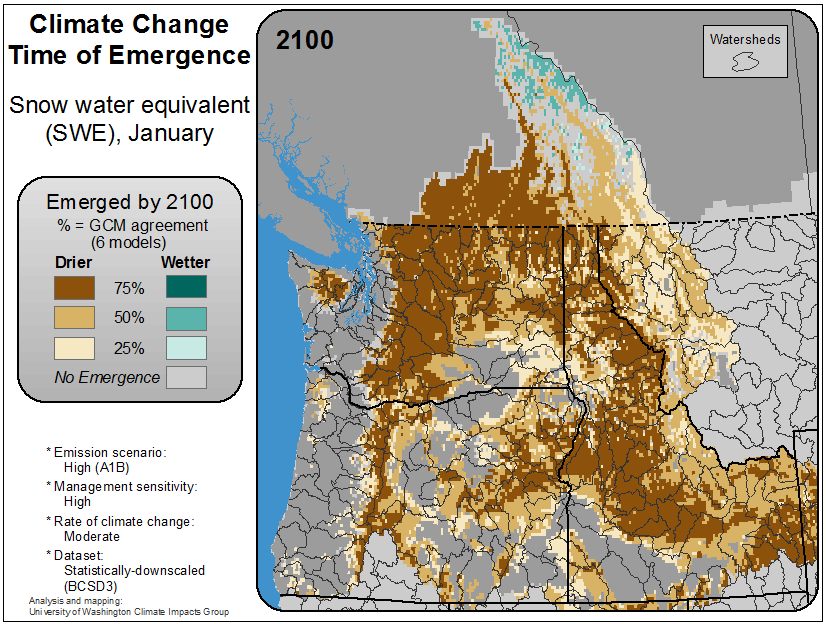 Climate Change
Time of Emergence
Snow water equivalent
(SWE), January
Emerged by 2100
% = GCM agreement
(6 models)
Drier Wetter
75%
50%
25%
No Emergence
* Emission scenario:
High (A1B)
* Management sensitivity:
High
* Rate of climate change:
Moderate
* Dataset:
Statistically-downscaled
(BCSD3)
Analysis and mapping:
University of Washington Climate Impacts Group
2100
Watersheds